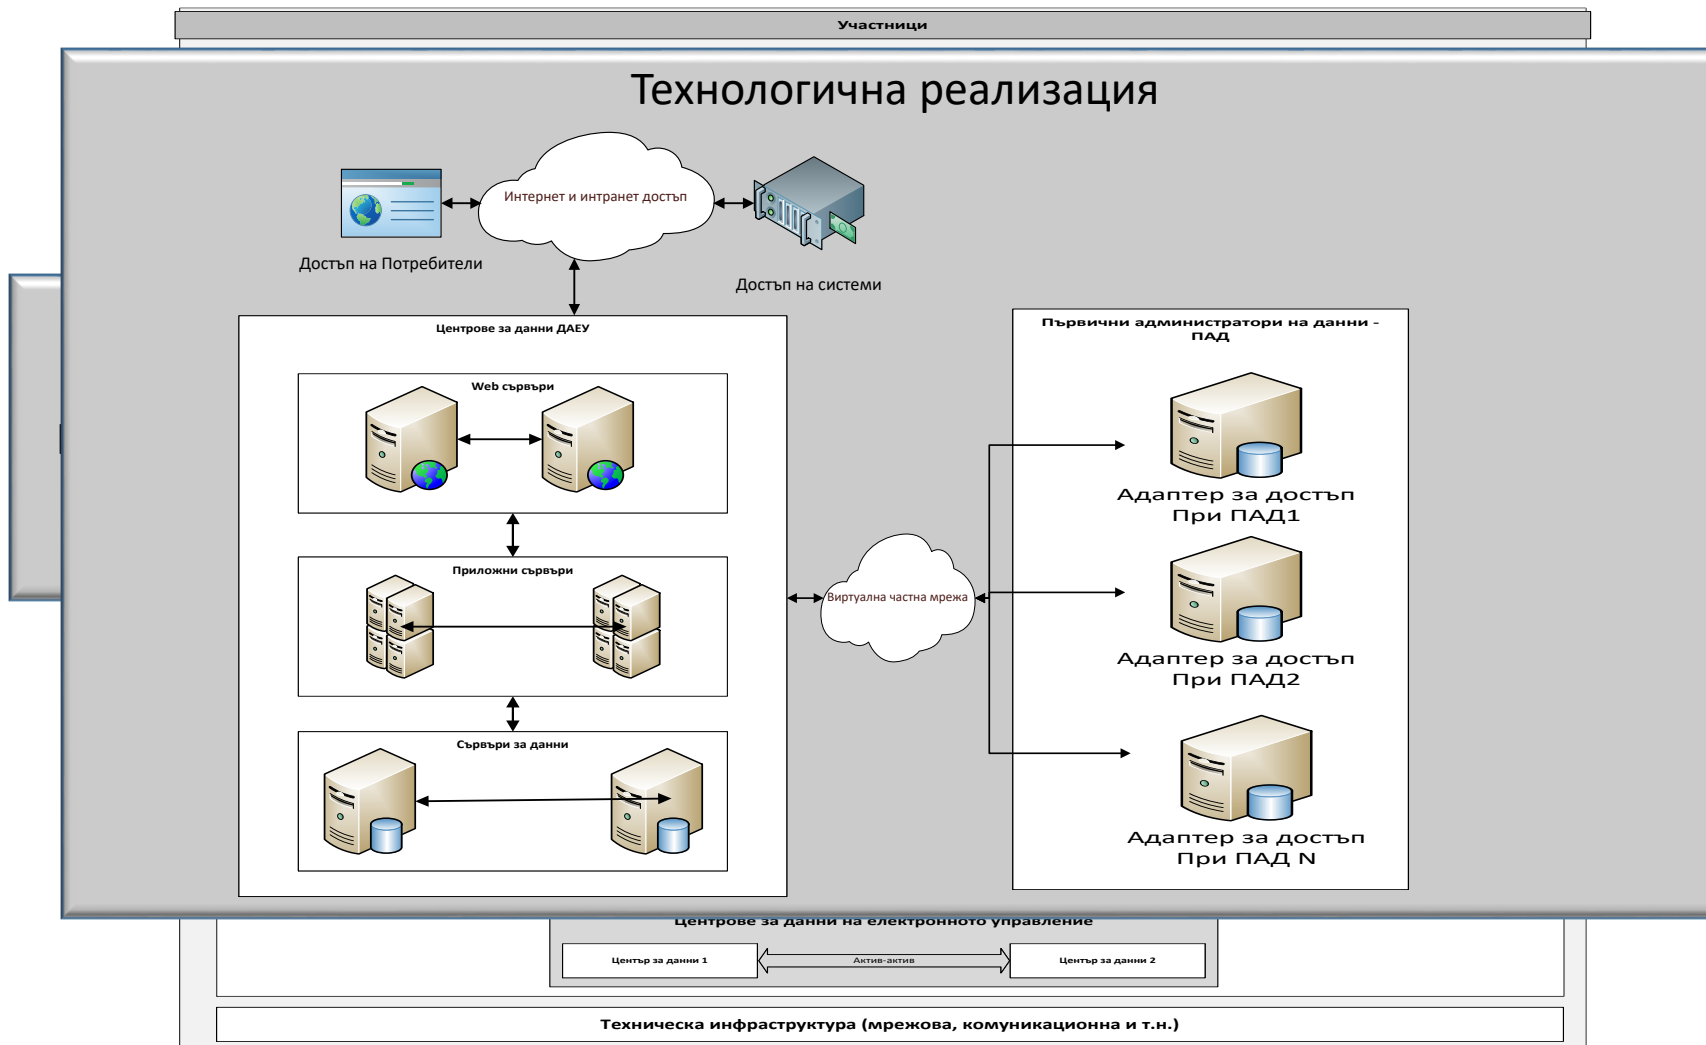 Участници
Технологична реализация
Интернет и интранет достъп
Достъп на Потребители
Достъп на системи
Центрове за данни ДАЕУ
Първични администратори на данни -
ПАД
Web сървъри
Адаптер за достъп
При ПАД1
Приложни сървъри
Виртуална частна мрежа
Адаптер за достъп
При ПАД2
Сървъри за данни
Адаптер за достъп
При ПАД N
Центрове за данни на електронното управление
Център за данни 1
Актив-актив
Център за данни 2
Техническа инфраструктура (мрежова, комуникационна и т.н.)